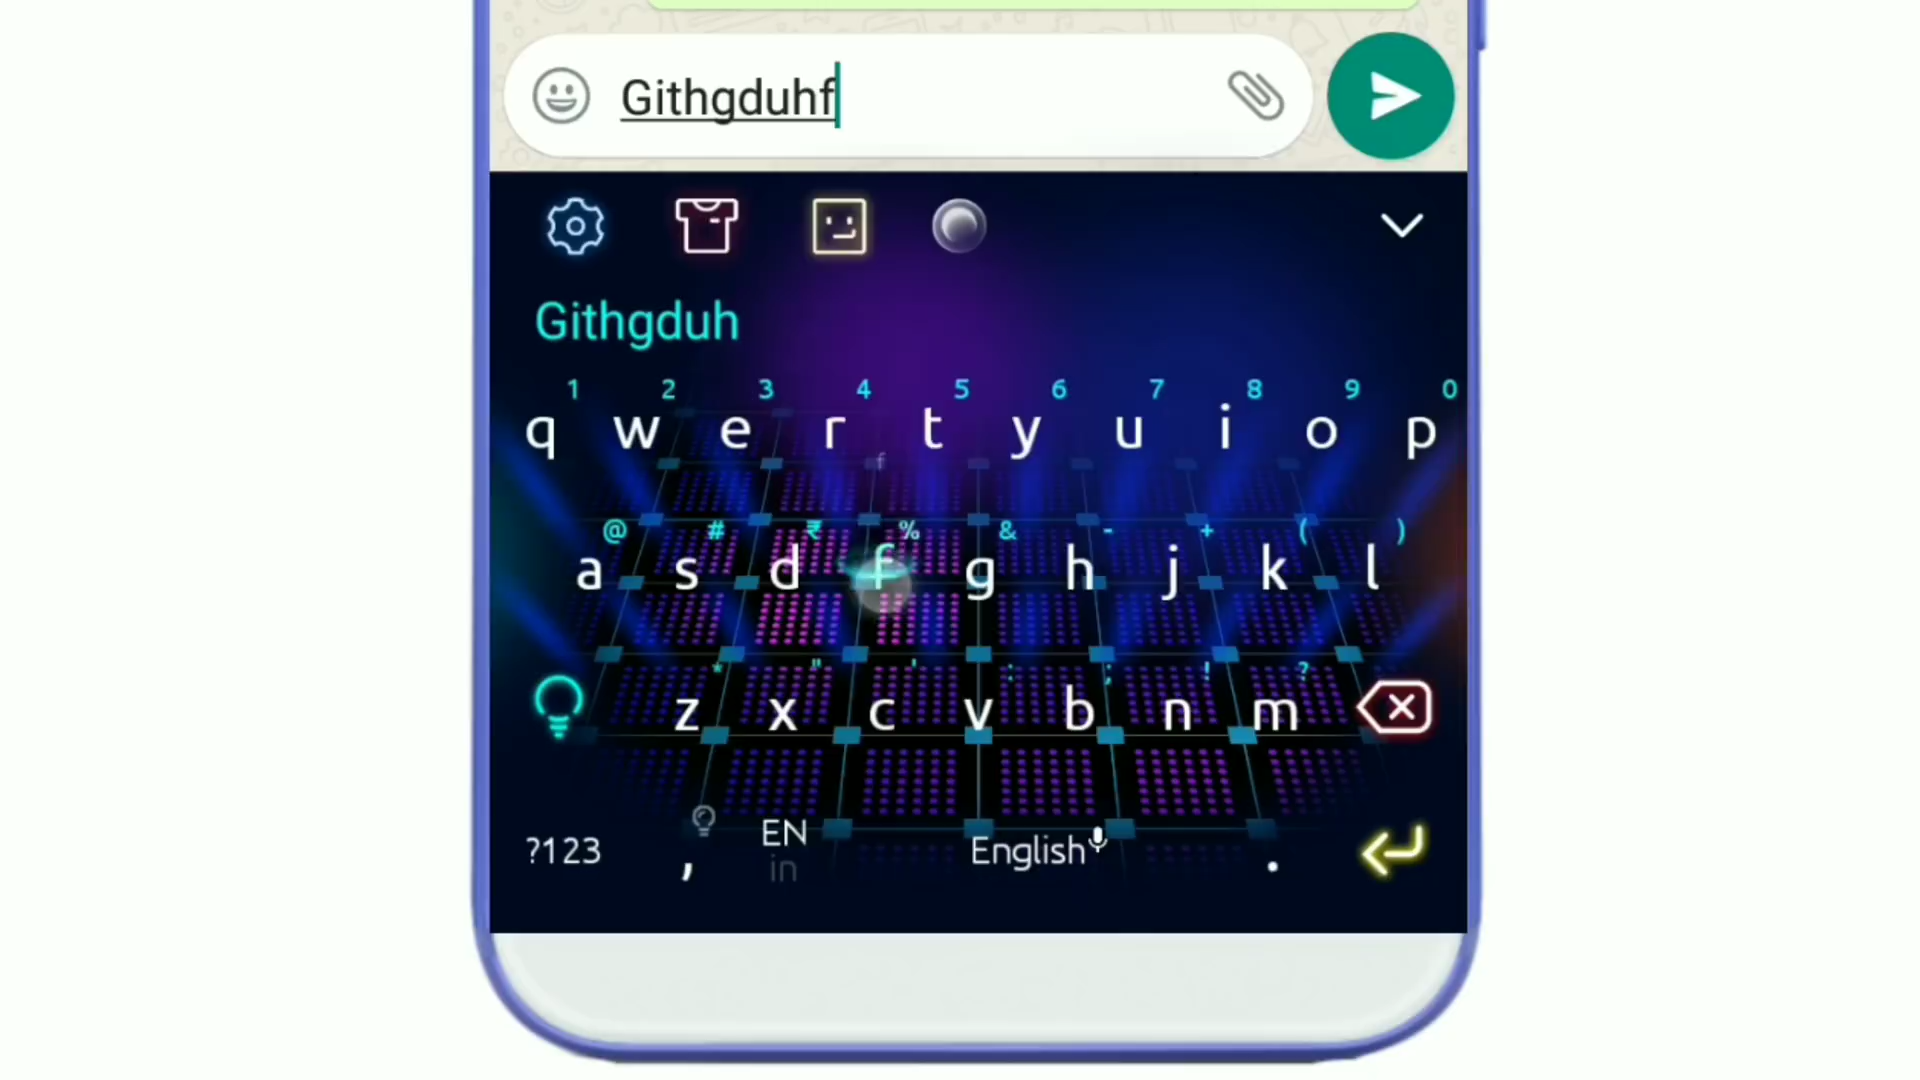 Githgduhf
Githgduh
1 2 3 4 5 6 7 8 9 0
q w e r t y u i o p
f
@ # ₹ % & - + ( )
a s d f g h j k l
* " ' : ; ! ?
z x c v b n m
?123 , EN in English .